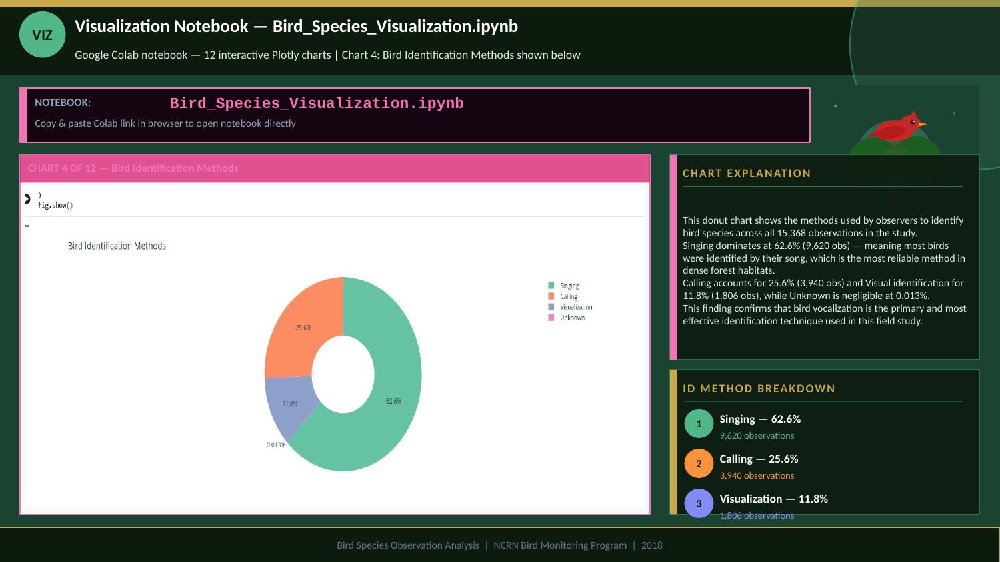 VIZ
Visualization Notebook — Bird_Species_Visualization.ipynb
Google Colab notebook — 12 interactive Plotly charts | Chart 4: Bird Identification Methods shown below
NOTEBOOK: Bird_Species_Visualization.ipynb
Copy & paste Colab link in browser to open notebook directly
CHART 4 OF 12 — Bird Identification Methods
)
fig.show()
..
Bird Identification Methods
Singing
Calling
Visualization
Unknown
25.6%
11.8%
62.6%
0.013%
CHART EXPLANATION
This donut chart shows the methods used by observers to identify
bird species across all 15,368 observations in the study.
Singing dominates at 62.6% (9,620 obs) — meaning most birds
were identified by their song, which is the most reliable method in
dense forest habitats.
Calling accounts for 25.6% (3,940 obs) and Visual identification for
11.8% (1,806 obs), while Unknown is negligible at 0.013%.
This finding confirms that bird vocalization is the primary and most
effective identification technique used in this field study.
ID METHOD BREAKDOWN
1
Singing — 62.6%
9,620 observations
2
Calling — 25.6%
3,940 observations
3
Visualization — 11.8%
1,806 observations
Bird Species Observation Analysis | NCRN Bird Monitoring Program | 2018